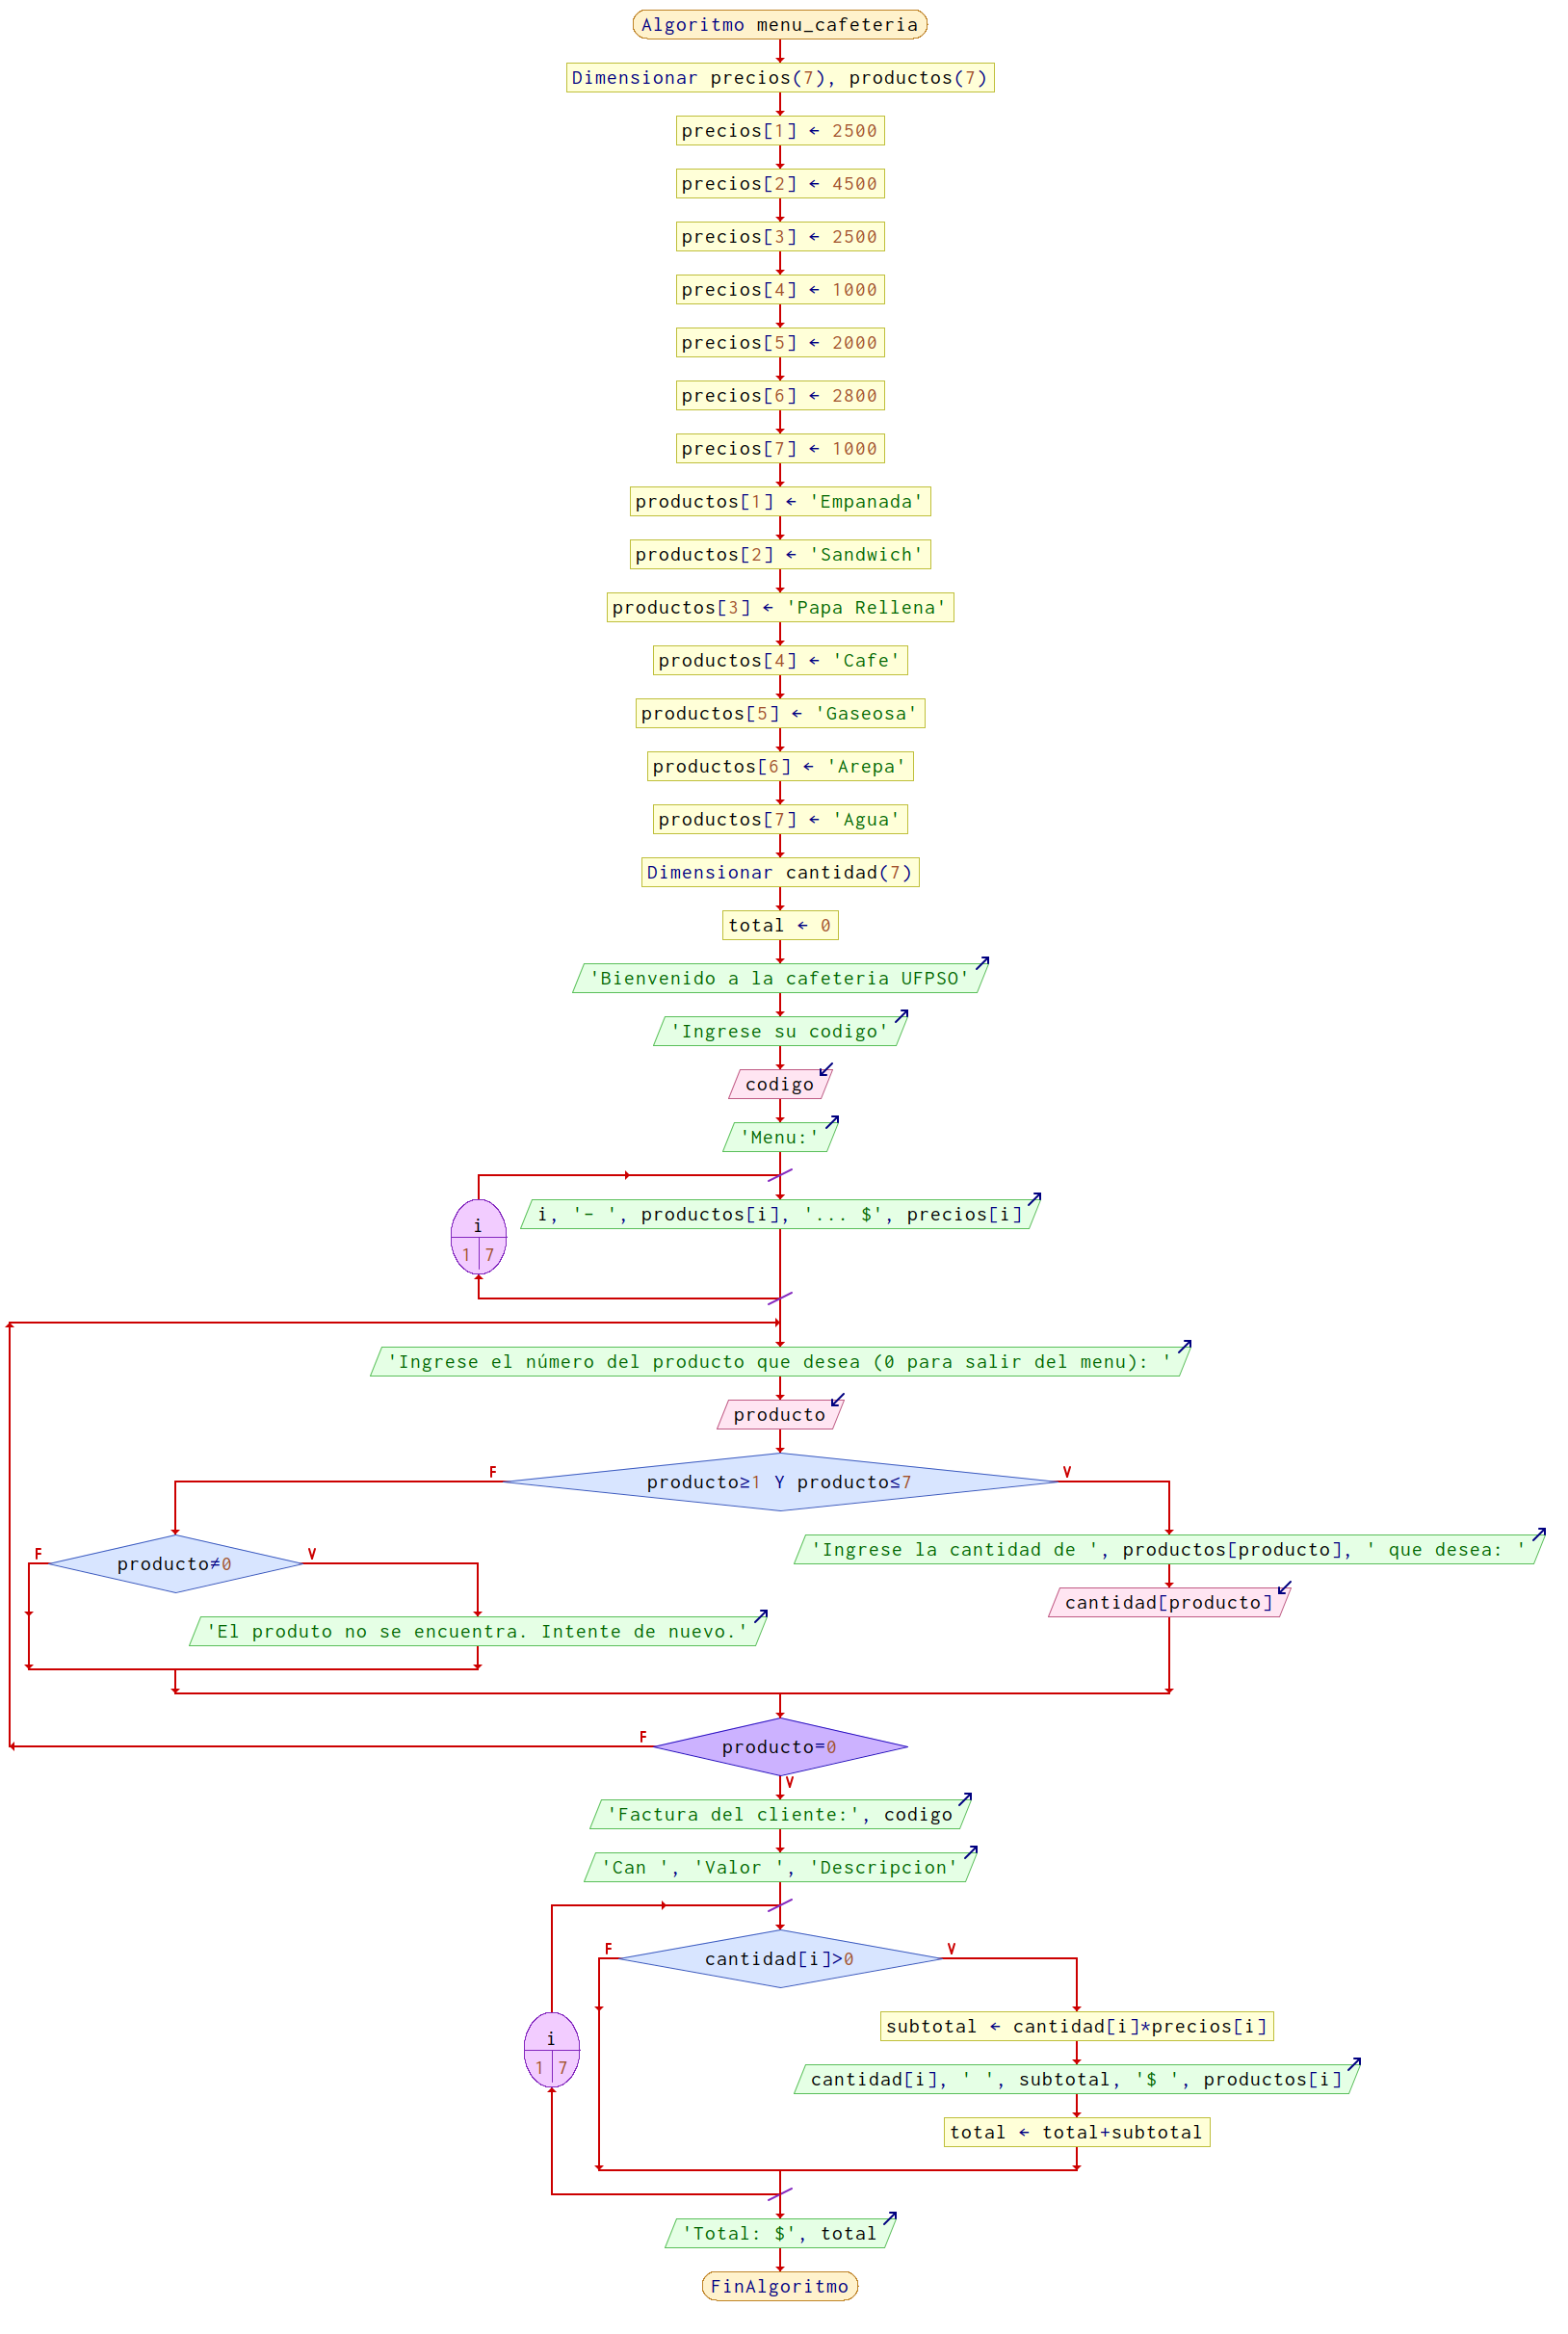 Algoritmo menu_cafeteria
Dimensionar precios(7), productos(7)
precios[1] ← 2500
precios[2] ← 4500
precios[3] ← 2500
precios[4] ← 1000
precios[5] ← 2000
precios[6] ← 2800
precios[7] ← 1000
productos[1] ← 'Empanada'
productos[2] ← 'Sandwich'
productos[3] ← 'Papa Rellena'
productos[4] ← 'Cafe'
productos[5] ← 'Gaseosa'
productos[6] ← 'Arepa'
productos[7] ← 'Agua'
Dimensionar cantidad(7)
total ← 0
'Bienvenido a la cafeteria UFPSO'
'Ingrese su codigo'
codigo
'Menu:'
i
1 7
i, '- ', productos[i], '... $', precios[i]
'Ingrese el número del producto que desea (0 para salir del menu): '
producto
F
producto≥1 Y producto≤7
V
F
producto≠0
V
'Ingrese la cantidad de ', productos[producto], ' que desea: '
cantidad[producto]
'El produto no se encuentra. Intente de nuevo.'
F
producto=0
V
'Factura del cliente:', codigo
'Can ', 'Valor ', 'Descripcion'
F
cantidad[i]>0
V
i
1 7
subtotal ← cantidad[i]*precios[i]
cantidad[i], ' ', subtotal, '$ ', productos[i]
total ← total+subtotal
'Total: $', total
FinAlgoritmo